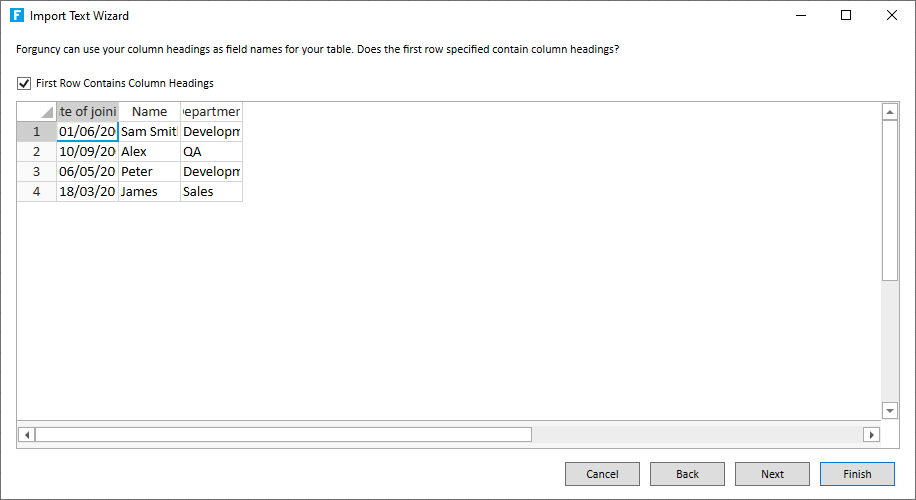 F Import Text Wizard
Forguncy can use your column headings as field names for your table. Does the first row specified contain column headings?
First Row Contains Column Headings
te of joini Name epartmen
1 01/06/20 Sam Smit Developm
2 10/09/20 Alex QA
3 06/05/20 Peter Developm
4 18/03/20 James Sales
Cancel Back Next Finish